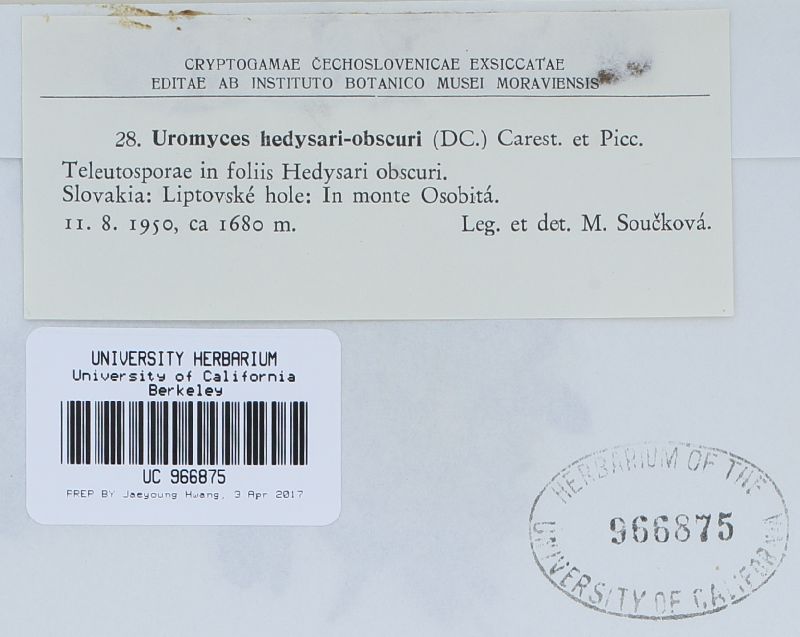 CRYPTOGAMAE ČECHOSLOVENICAE EXSICCATAE
EDITAE AB INSTITUTO BOTANICO MUSEI MORAVIENSIS
28. Uromyces hedysari-obscuri (DC.) Carest. et Picc.
Teleutosporae in foliis Hedysari obscuri.
Slovakia: Liptovské hole: In monte Osobitá.
11. 8. 1950, ca 1680 m. Leg. et det. M. Součková.
UNIVERSITY HERBARIUM
University of California
Berkeley
UC 966875
PREP BY Jaeyoung Hwang, 3 Apr 2017
HERBARIUM OF THE
966875
UNIVERSITY OF CALIFORNIA